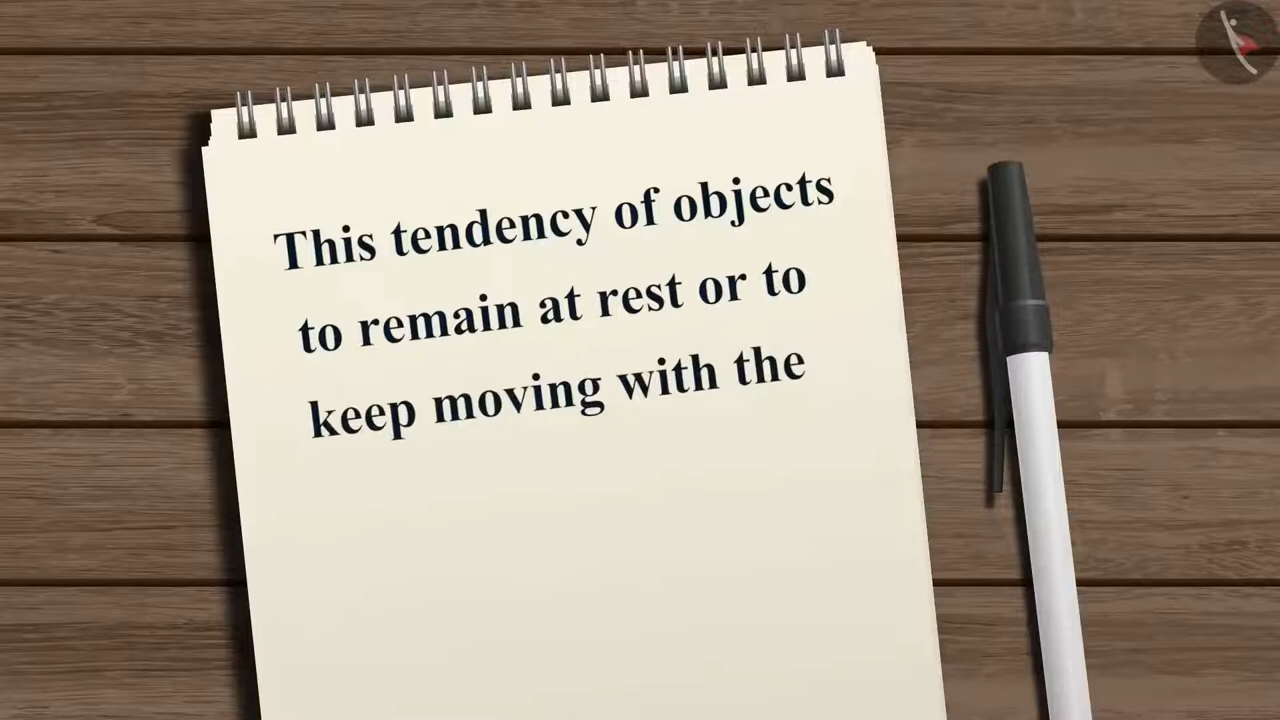 This tendency of objects
to remain at rest or to
keep moving with the